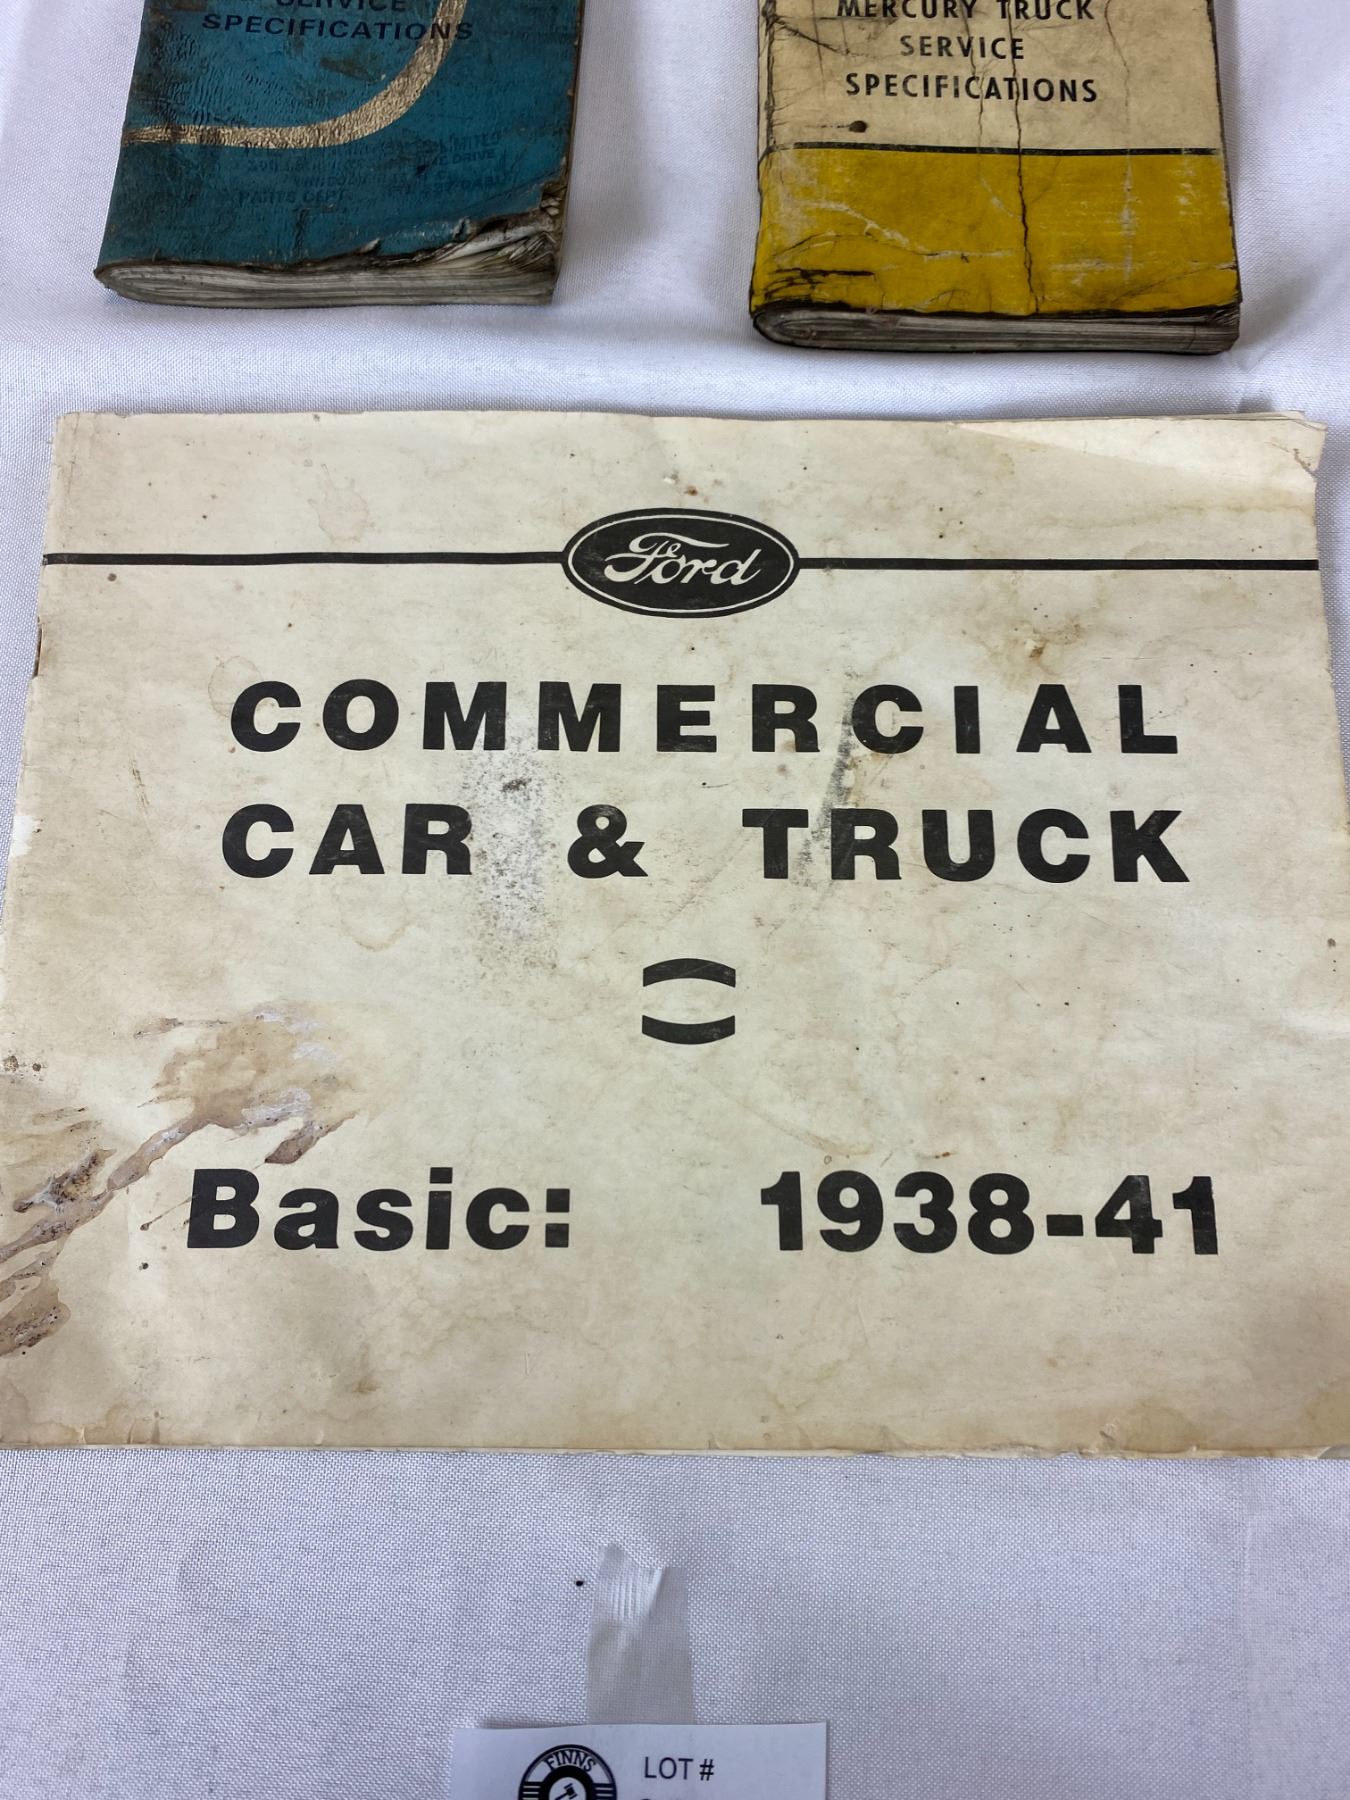 SERVICE
SPECIFICATIONS
MERCURY TRUCK
SERVICE
SPECIFICATIONS
Ford
COMMERCIAL
CAR & TRUCK
Basic: 1938-41
FINNS
LOT #